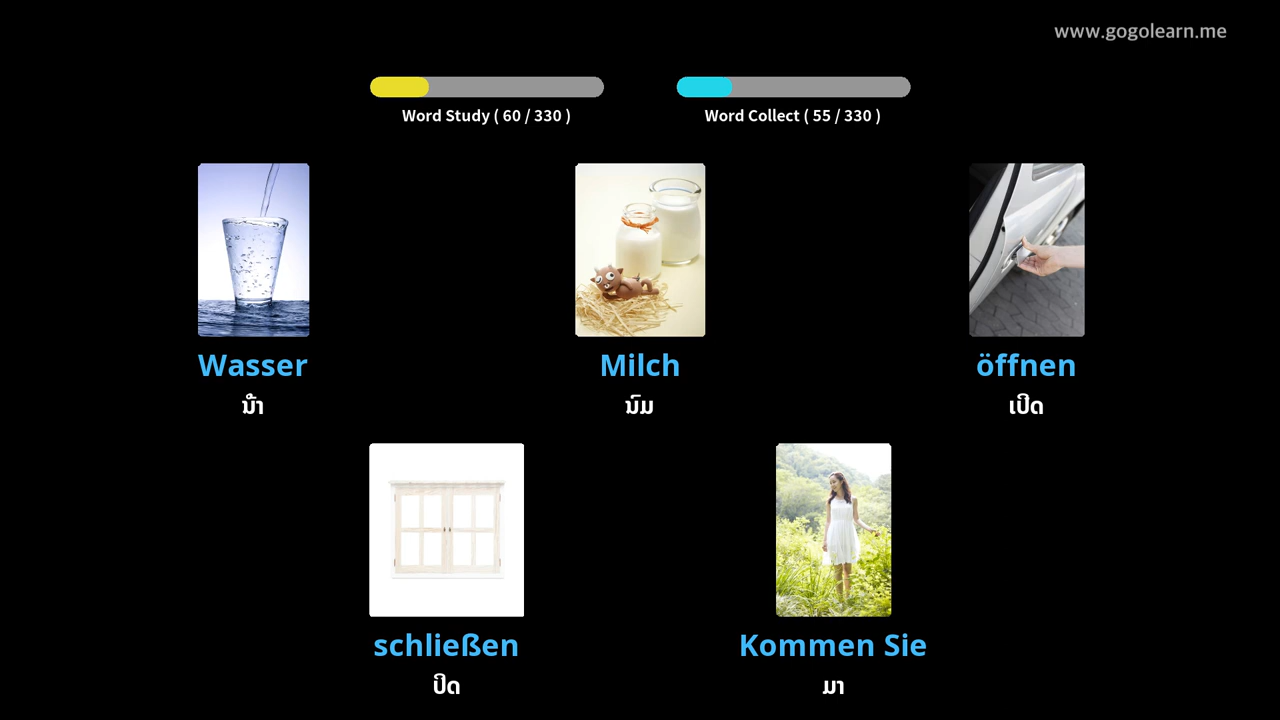 www.gogolearn.me
Word Study ( 60 / 330 )
Word Collect ( 55 / 330 )
Wasser
Milch
öffnen
ນ້ຳ
ນົມ
ເປີດ
schließen
Kommen Sie
ປິດ
ມາ